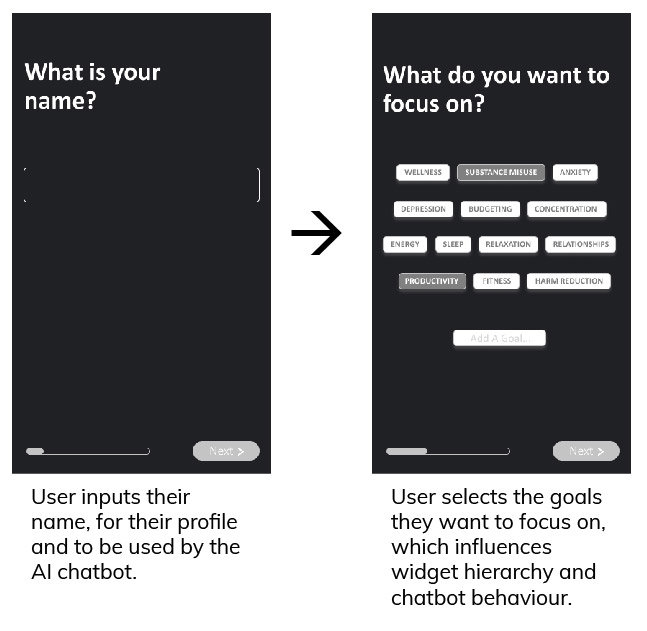 What is your
name?
Next >
User inputs their
name, for their profile
and to be used by the
AI chatbot.
What do you want to
focus on?
WELLNESS SUBSTANCE MISUSE ANXIETY
DEPRESSION BUDGETING CONCENTRATION
ENERGY SLEEP RELAXATION RELATIONSHIPS
PRODUCTIVITY FITNESS HARM REDUCTION
Add A Goal...
Next >
User selects the goals
they want to focus on,
which influences
widget hierarchy and
chatbot behaviour.